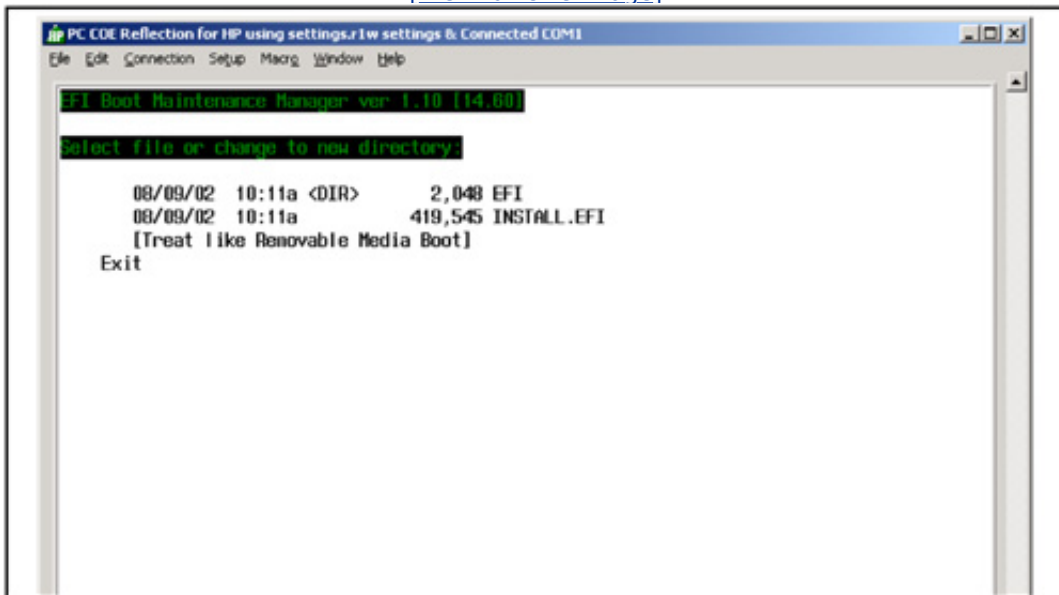 PC COE Reflection for HP using settings.r1w settings & Connected COM1
File Edit Connection Setup Macro Window Help
EFI Boot Maintenance Manager ver 1.10 [14.60]
Select file or change to new directory:
08/09/02 10:11a <DIR> 2,048 EFI
08/09/02 10:11a 419,545 INSTALL.EFI
[Treat like Removable Media Boot]
Exit